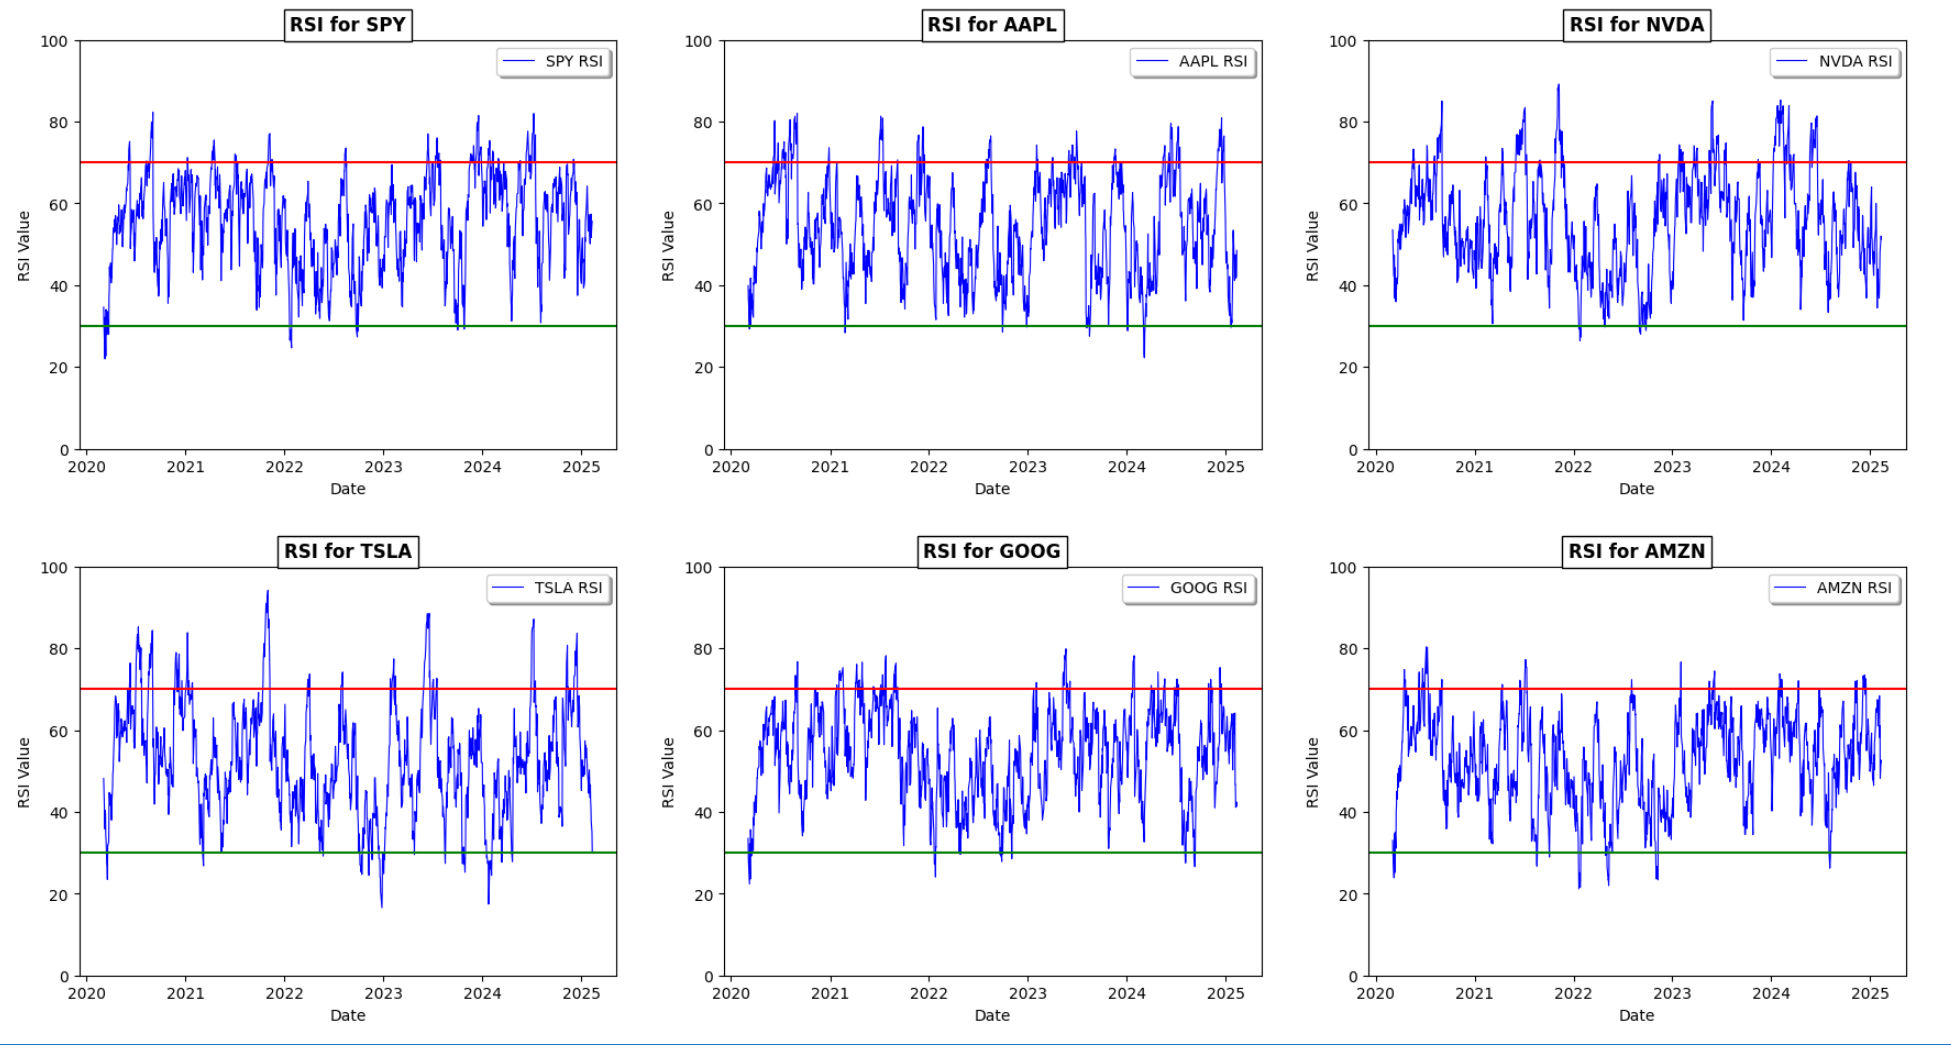 RSI for SPY
SPY RSI
100
80
60
40
20
0
RSI Value
2020 2021 2022 2023 2024 2025
Date
RSI for AAPL
AAPL RSI
100
80
60
40
20
0
RSI Value
2020 2021 2022 2023 2024 2025
Date
RSI for NVDA
NVDA RSI
100
80
60
40
20
0
RSI Value
2020 2021 2022 2023 2024 2025
Date
RSI for TSLA
TSLA RSI
100
80
60
40
20
0
RSI Value
2020 2021 2022 2023 2024 2025
Date
RSI for GOOG
GOOG RSI
100
80
60
40
20
0
RSI Value
2020 2021 2022 2023 2024 2025
Date
RSI for AMZN
AMZN RSI
100
80
60
40
20
0
RSI Value
2020 2021 2022 2023 2024 2025
Date